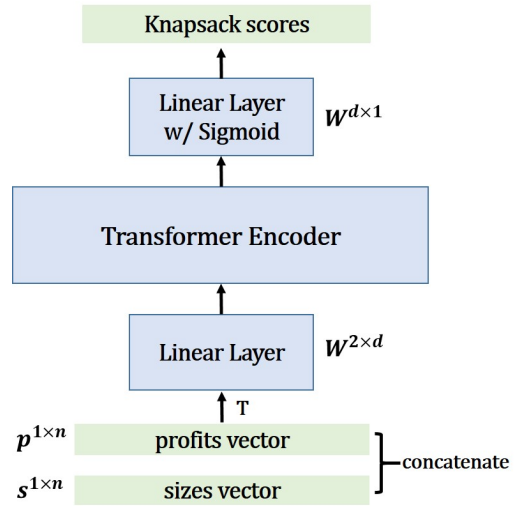 Knapsack scores
Linear Layer
w/ Sigmoid
W^{d×1}
Transformer Encoder
Linear Layer
W^{2×d}
T
p^{1×n}
profits vector
concatenate
s^{1×n}
sizes vector